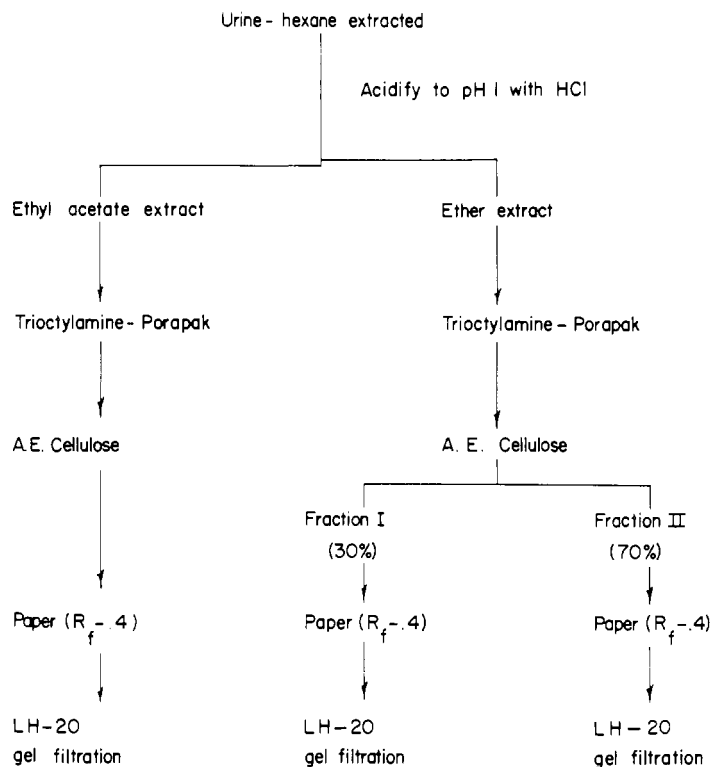 Urine - hexane extracted
Acidify to pH 1 with HCl
Ethyl acetate extract
Ether extract
Trioctylamine - Porapak
Trioctylamine - Porapak
A.E. Cellulose
A. E. Cellulose
Fraction I
(30%)
Fraction II
(70%)
Paper (Rf-.4)
Paper (Rf-.4)
Paper (Rf-.4)
LH-20
gel filtration
LH-20
gel filtration
LH-20
gel filtration